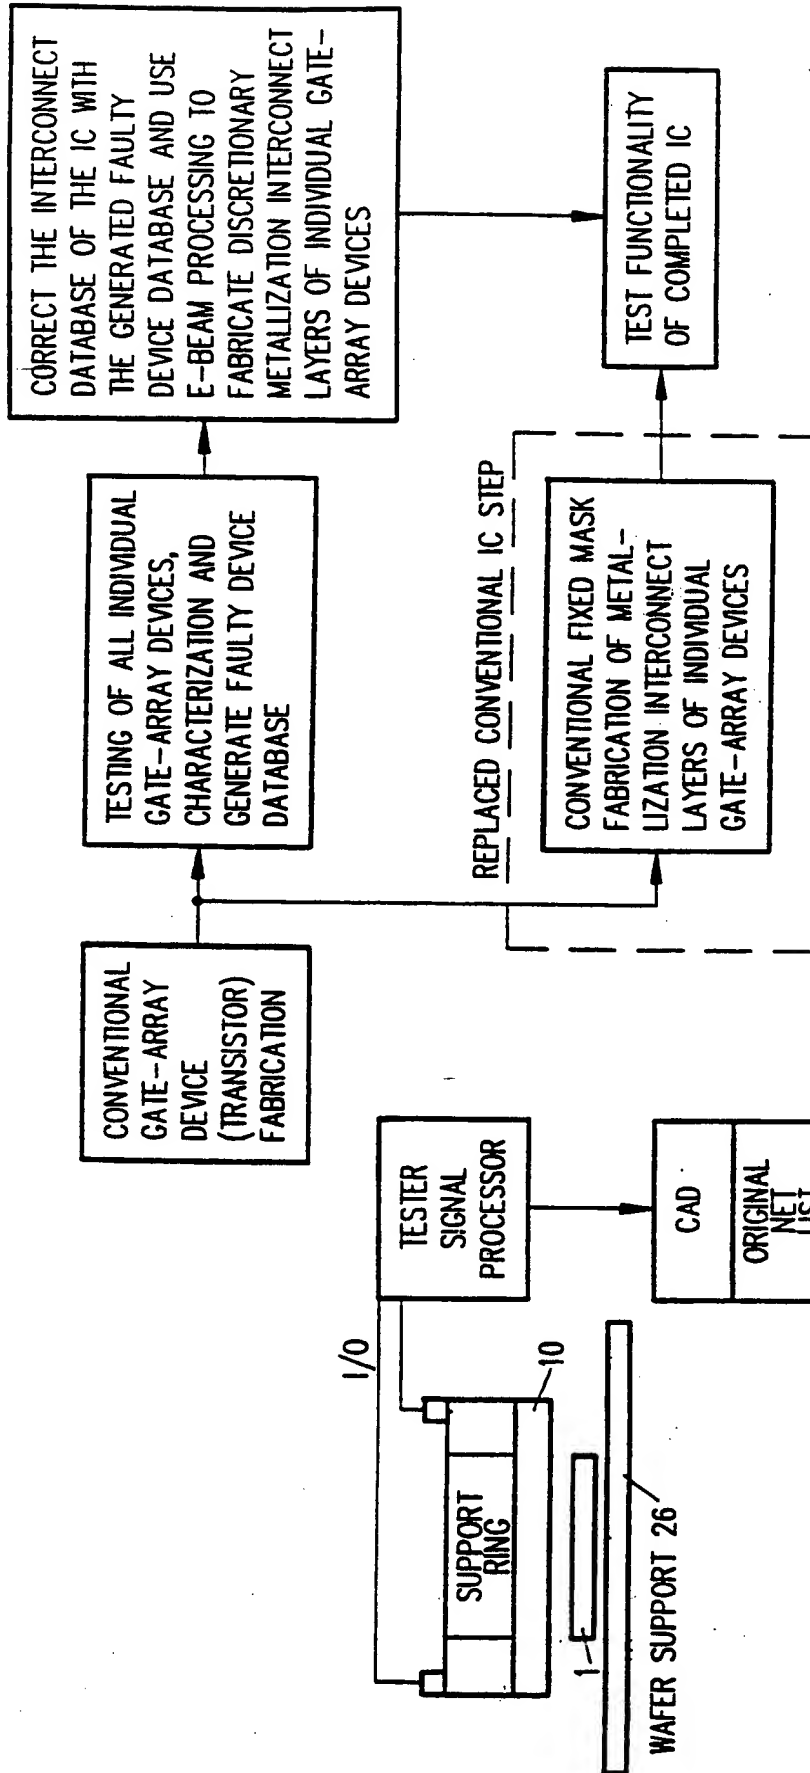 CONVENTIONAL
GATE-ARRAY
DEVICE
(TRANSISTOR)
FABRICATION
TESTING OF ALL INDIVIDUAL
GATE-ARRAY DEVICES,
CHARACTERIZATION AND
GENERATE FAULTY DEVICE
DATABASE
CORRECT THE INTERCONNECT
DATABASE OF THE IC WITH
THE GENERATED FAULTY
DEVICE DATABASE AND USE
E-BEAM PROCESSING TO
FABRICATE DISCRETIONARY
METALLIZATION INTERCONNECT
LAYERS OF INDIVIDUAL GATE-
ARRAY DEVICES
REPLACED CONVENTIONAL IC STEP
CONVENTIONAL FIXED MASK
FABRICATION OF METAL-
LIZATION INTERCONNECT
LAYERS OF INDIVIDUAL
GATE-ARRAY DEVICES
TEST FUNCTIONALITY
OF COMPLETED IC
I/O
TESTER
SIGNAL
PROCESSOR
SUPPORT
RING
10
1
WAFER SUPPORT 26
CAD
ORIGINAL
NET
LIST